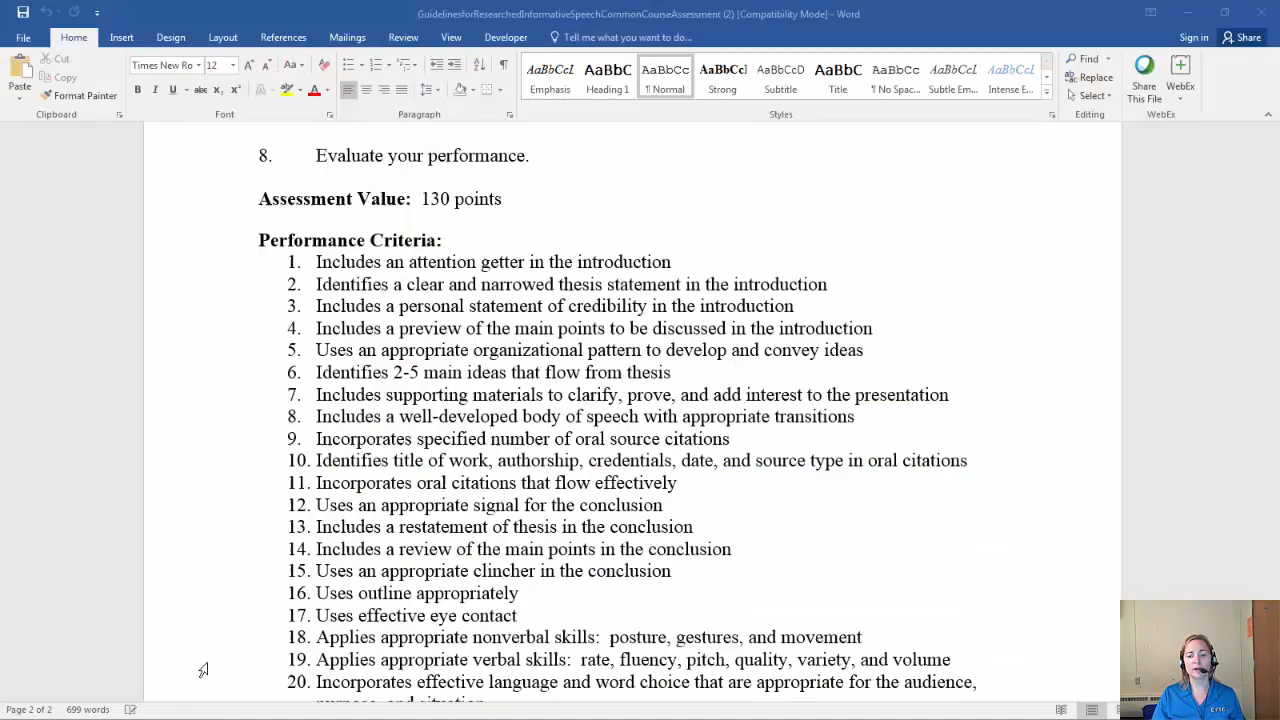 GuidelinesforResearchedInformativeSpeechCommonCourseAssessment (2) [Compatibility Mode] - Word
File Home Insert Design Layout References Mailings Review View Developer Tell me what you want to do... Sign in Share
Paste
Cut
Copy
Format Painter
Clipboard
Times New Ro 12
Font
Paragraph
AaBbCcI AaBbC AaBbCc AaBbCcl AaBbCcD AaBbC AaBbCc AaBbCcI AaBbCcI
Emphasis Heading 1 ¶ Normal Strong Subtitle Title ¶ No Spac... Subtle Em... Intense E...
Styles
Find
Replace
Select
Editing
Share This File
WebEx
WebEx
8. Evaluate your performance.
Assessment Value: 130 points
Performance Criteria:
1. Includes an attention getter in the introduction
2. Identifies a clear and narrowed thesis statement in the introduction
3. Includes a personal statement of credibility in the introduction
4. Includes a preview of the main points to be discussed in the introduction
5. Uses an appropriate organizational pattern to develop and convey ideas
6. Identifies 2-5 main ideas that flow from thesis
7. Includes supporting materials to clarify, prove, and add interest to the presentation
8. Includes a well-developed body of speech with appropriate transitions
9. Incorporates specified number of oral source citations
10. Identifies title of work, authorship, credentials, date, and source type in oral citations
11. Incorporates oral citations that flow effectively
12. Uses an appropriate signal for the conclusion
13. Includes a restatement of thesis in the conclusion
14. Includes a review of the main points in the conclusion
15. Uses an appropriate clincher in the conclusion
16. Uses outline appropriately
17. Uses effective eye contact
18. Applies appropriate nonverbal skills: posture, gestures, and movement
19. Applies appropriate verbal skills: rate, fluency, pitch, quality, variety, and volume
20. Incorporates effective language and word choice that are appropriate for the audience,
Page 2 of 2 699 words